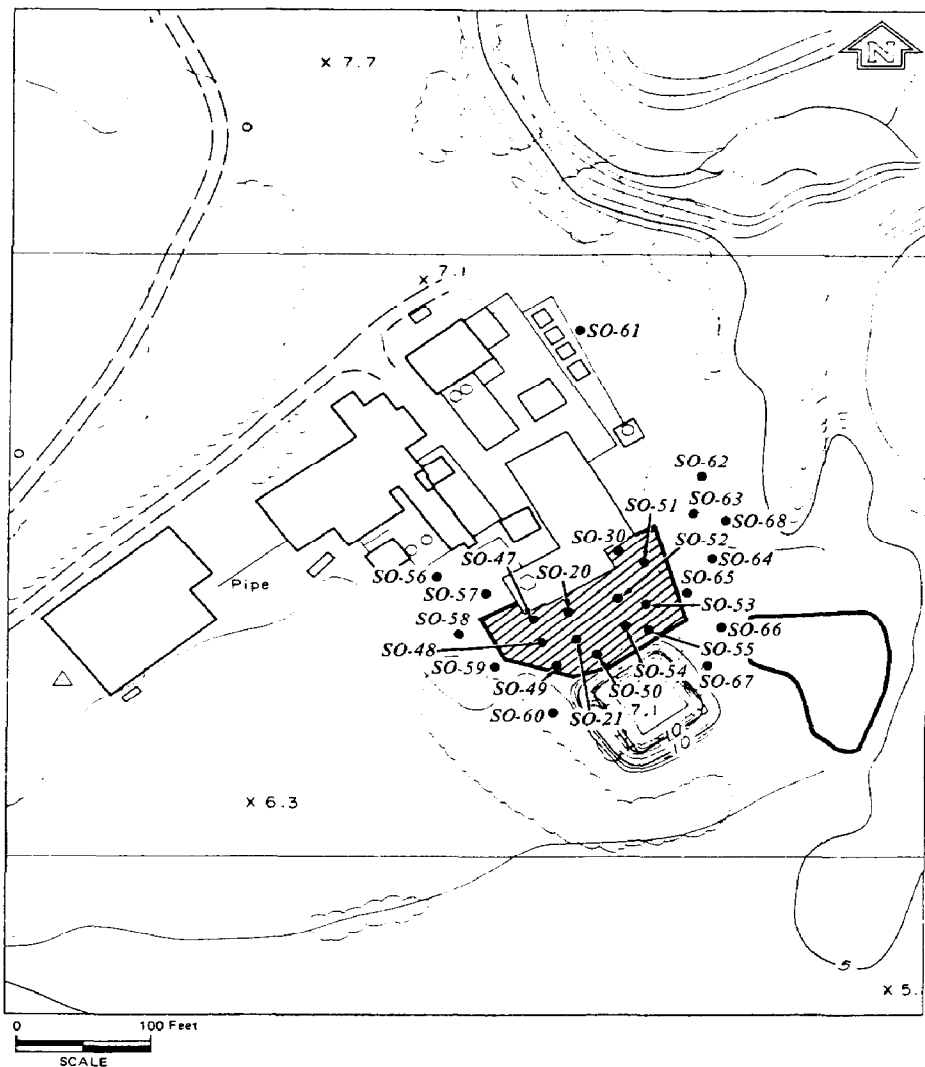 N
x 7.7
x 7.1
SO-61
SO-62
SO-51
SO-63
SO-52
SO-68
SO-30
SO-64
SO-47
SO-20
SO-56
Pipe
SO-57
SO-65
SO-53
SO-58
SO-66
SO-48
SO-55
SO-59
SO-54
SO-67
SO-49
SO-50
7.1
SO-60
SO-21
10
10
x 6.3
5
x 5.
0 100 Feet
SCALE